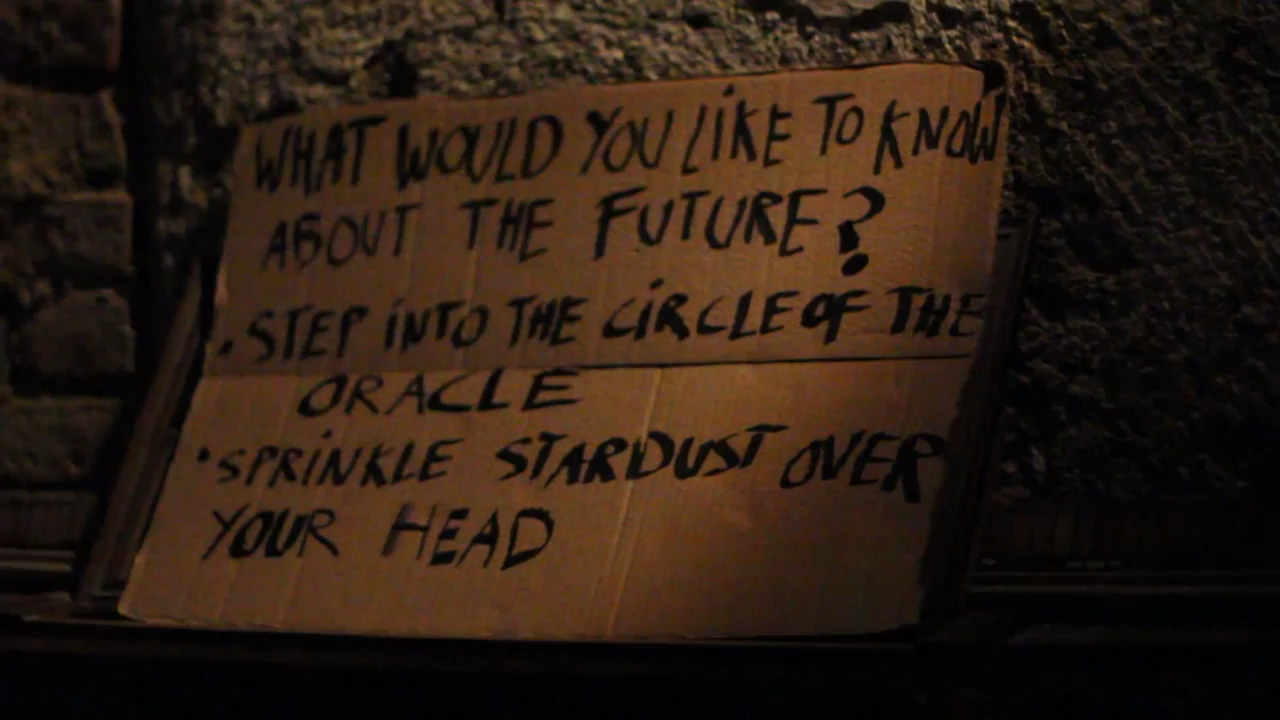 WHAT WOULD YOU LiKE TO KNOW
ABOUT THE FUTURE?
. STEP iNTO THE CiRCLE OF THE
ORACLE
· SPRiNKLE STARDUST OVER
YOUR HEAD